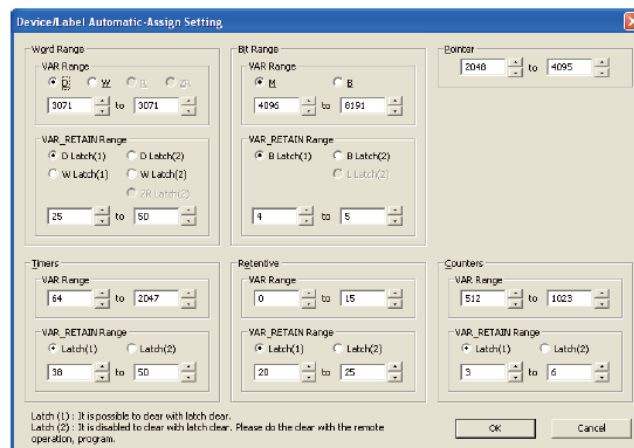 Device/Label Automatic-Assign Setting
Word Range
VAR Range
D W R ZR
3071 to 3071
VAR_RETAIN Range
D Latch(1) D Latch(2)
W Latch(1) W Latch(2)
ZR Latch(2)
25 to 50
Bit Range
VAR Range
M B
4096 to 8191
VAR_RETAIN Range
B Latch(1) B Latch(2)
L Latch(2)
4 to 5
Pointer
2048 to 4095
Timers
VAR Range
64 to 2047
VAR_RETAIN Range
Latch(1) Latch(2)
38 to 50
Retentive
VAR Range
0 to 15
VAR_RETAIN Range
Latch(1) Latch(2)
20 to 25
Counters
VAR Range
512 to 1023
VAR_RETAIN Range
Latch(1) Latch(2)
3 to 6
Latch (1) : It is possible to clear with latch clear.
Latch (2) : It is disabled to clear with latch clear. Please do the clear with the remote
operation, program.
OK Cancel